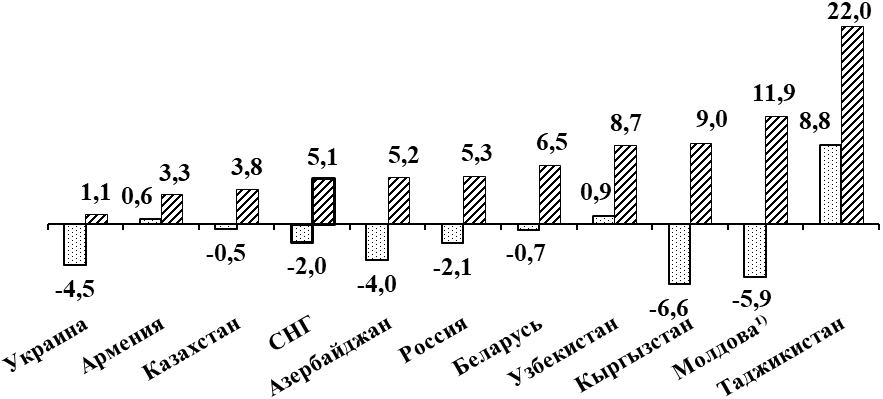 22,0
11,9
8,8
9,0
8,7
6,5
5,3
5,2
5,1
3,8
3,3
1,1
0,6
0,9
-4,5
-0,5
-2,0
-4,0
-2,1
-0,7
-6,6
-5,9
Украина
Армения
Казахстан
СНГ
Азербайджан
Россия
Беларусь
Узбекистан
Кыргызстан
Молдова¹⁾
Таджикистан